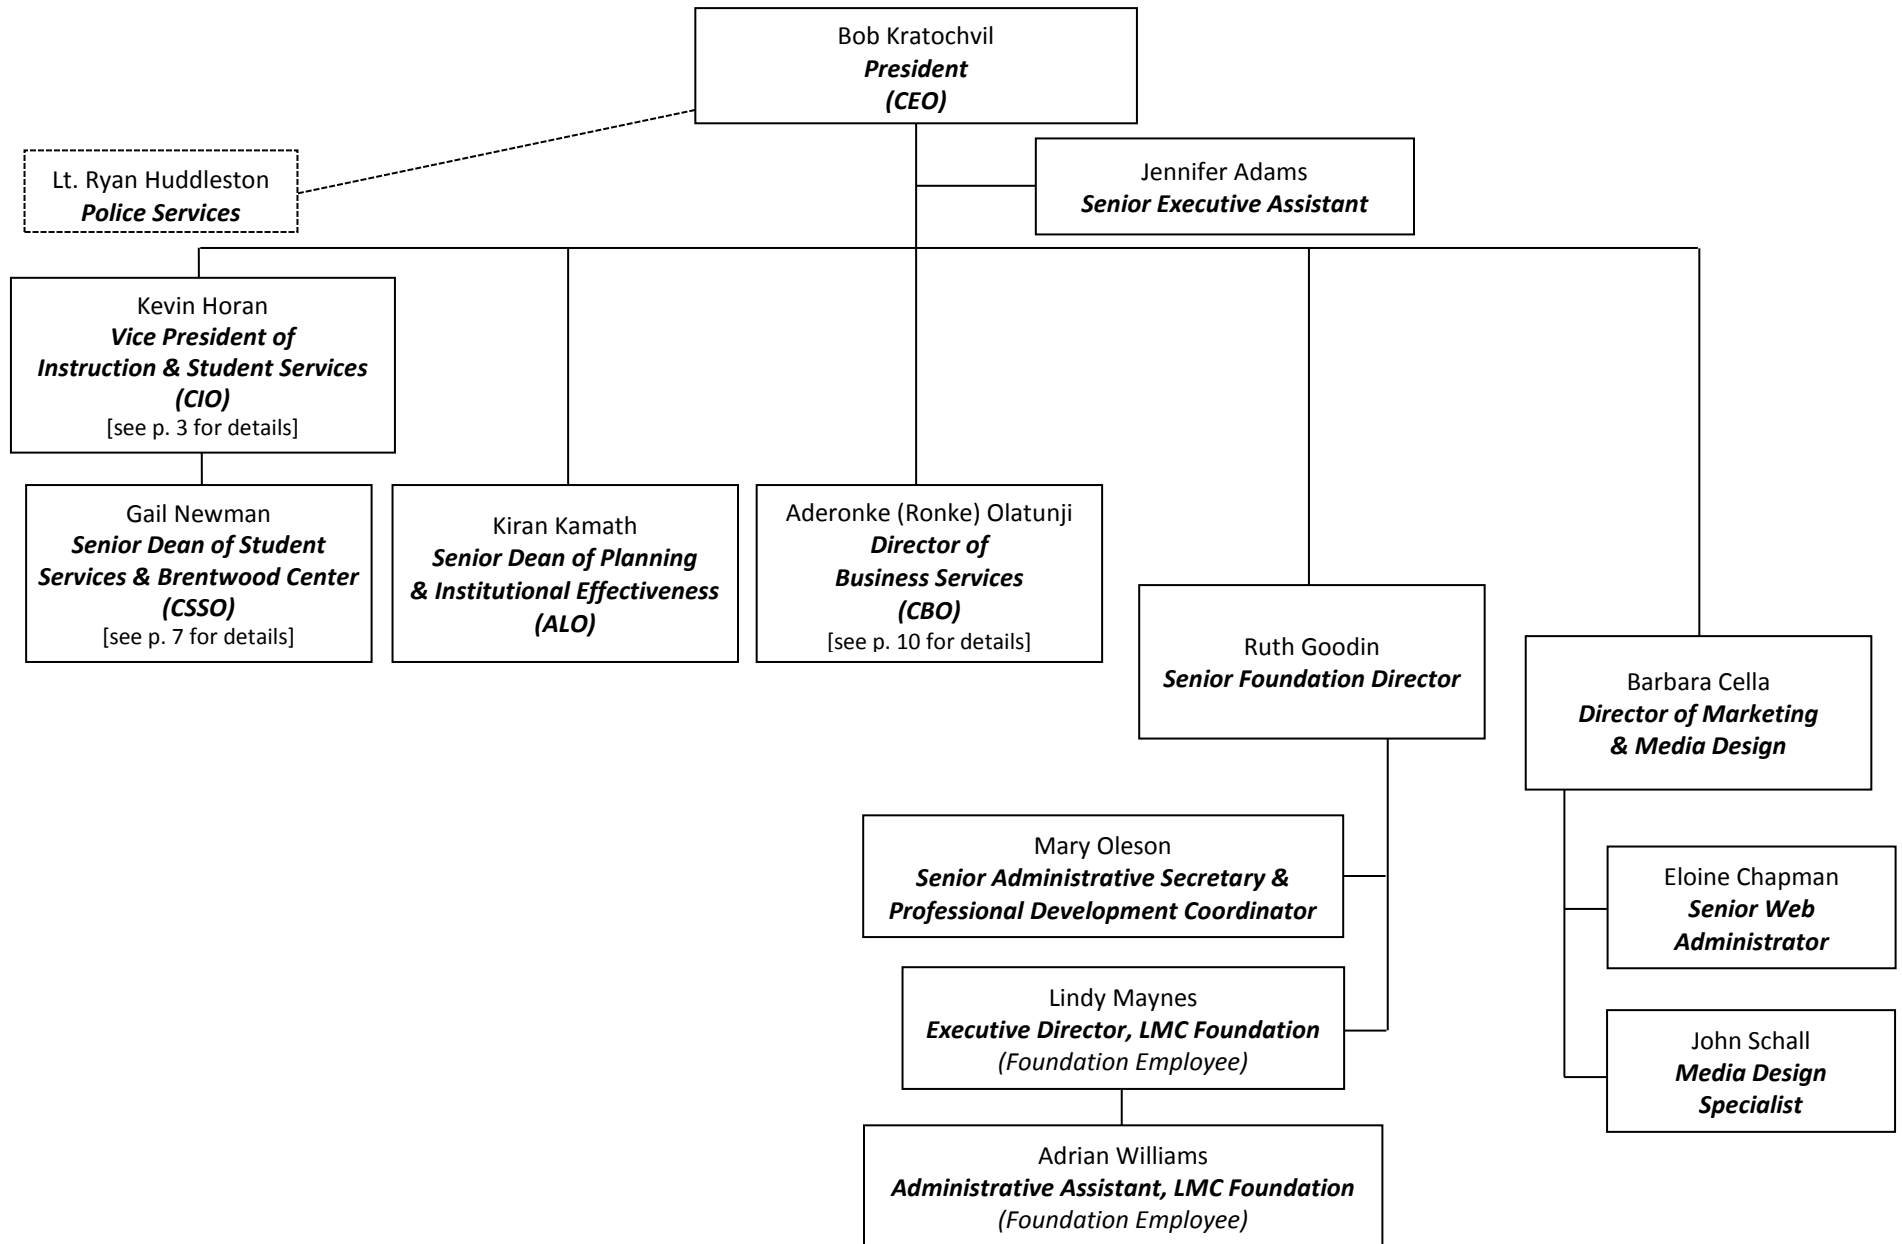 Bob Kratochvil
President
(CEO)
Lt. Ryan Huddleston
Police Services
Jennifer Adams
Senior Executive Assistant
Kevin Horan
Vice President of
Instruction & Student Services
(CIO)
[see p. 3 for details]
Gail Newman
Senior Dean of Student
Services & Brentwood Center
(CSSO)
[see p. 7 for details]
Kiran Kamath
Senior Dean of Planning
& Institutional Effectiveness
(ALO)
Aderonke (Ronke) Olatunji
Director of
Business Services
(CBO)
[see p. 10 for details]
Ruth Goodin
Senior Foundation Director
Barbara Cella
Director of Marketing
& Media Design
Mary Oleson
Senior Administrative Secretary &
Professional Development Coordinator
Eloine Chapman
Senior Web
Administrator
Lindy Maynes
Executive Director, LMC Foundation
(Foundation Employee)
John Schall
Media Design
Specialist
Adrian Williams
Administrative Assistant, LMC Foundation
(Foundation Employee)